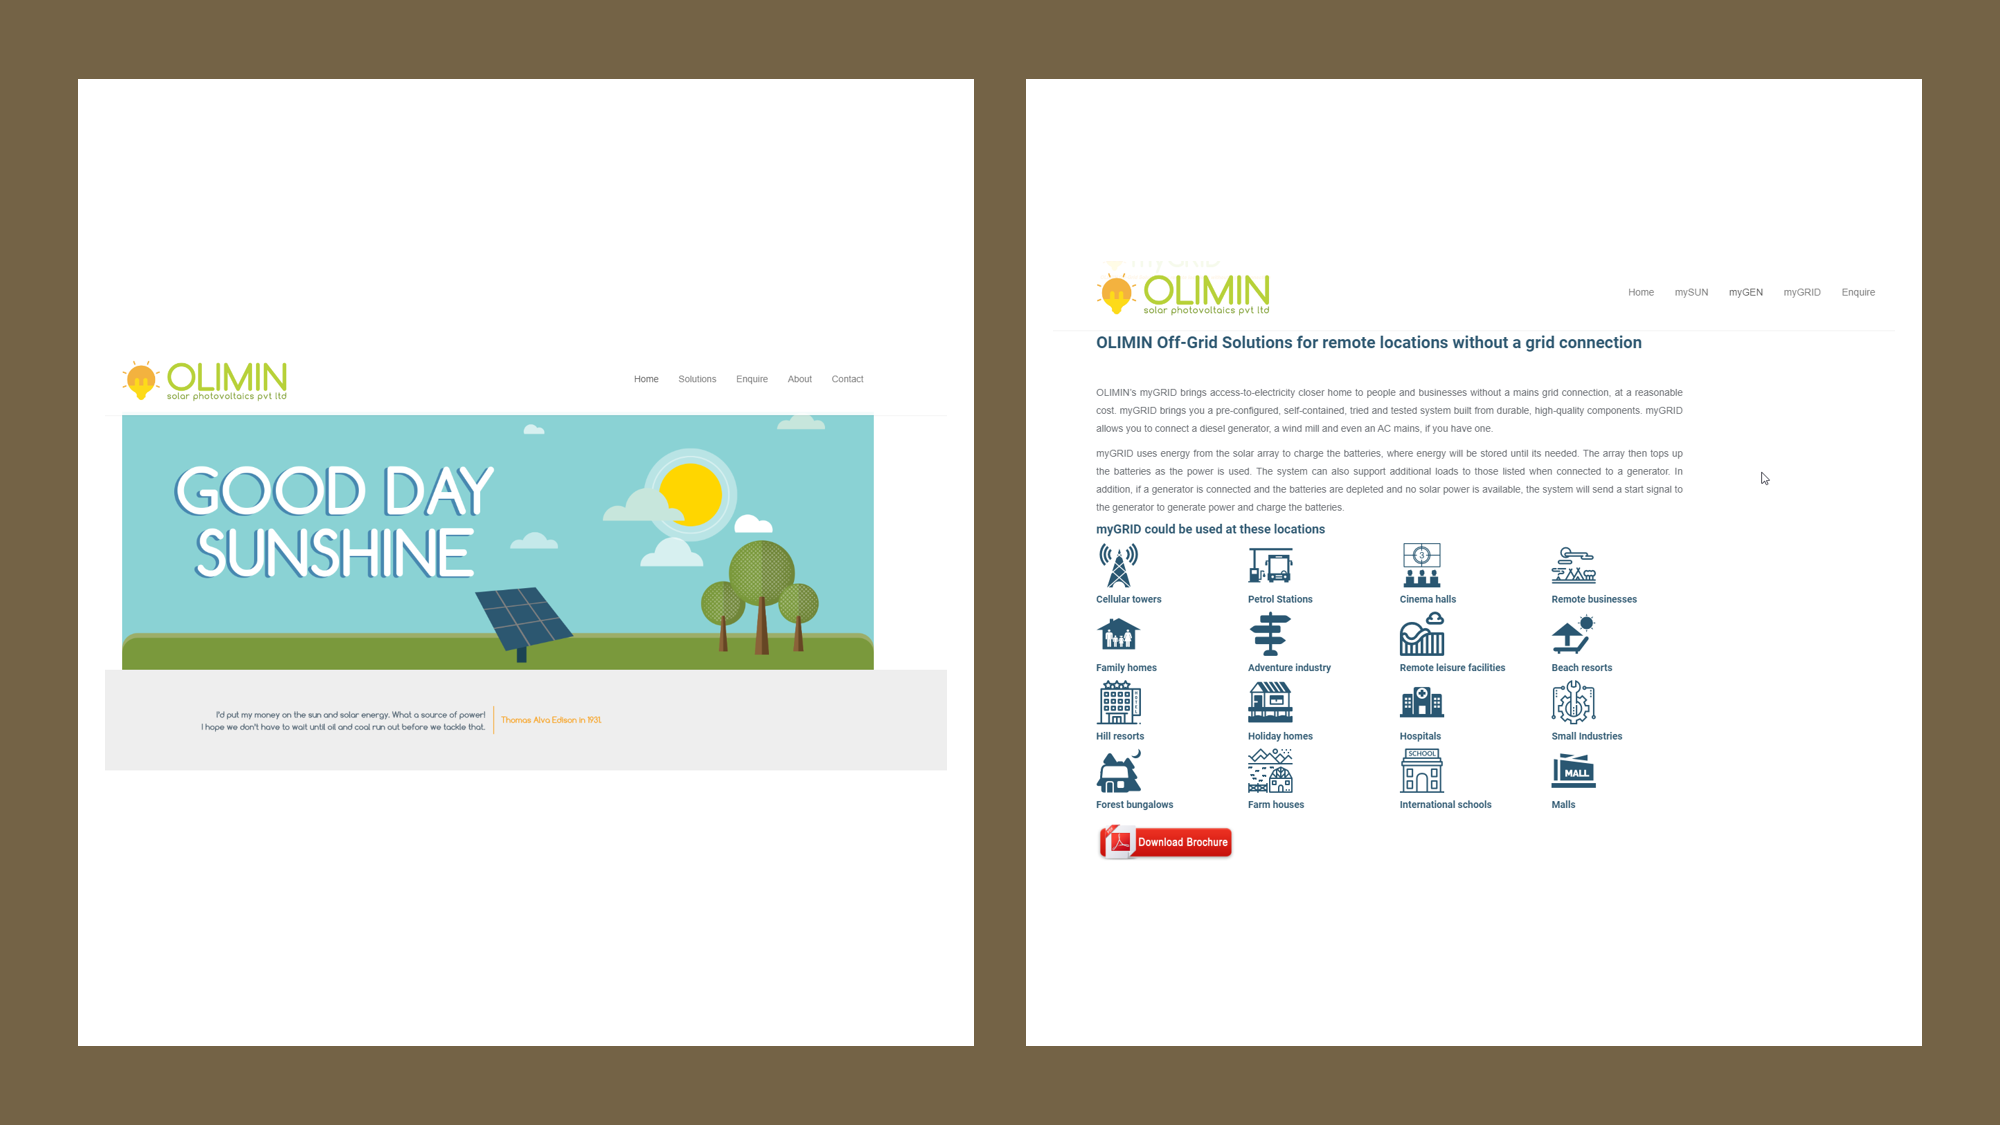 OLIMIN
solar photovoltaics pvt ltd
Home Solutions Enquire About Contact
GOOD DAY
SUNSHINE
I'd put my money on the sun and solar energy. What a source of power!
I hope we don't have to wait until oil and coal run out before we tackle that.
Thomas Alva Edison in 1931.
myGRID
OLIMIN
solar photovoltaics pvt ltd
Home mySUN myGEN myGRID Enquire
OLIMIN Off-Grid Solutions for remote locations without a grid connection
OLIMIN's myGRID brings access-to-electricity closer home to people and businesses without a mains grid connection, at a reasonable
cost. myGRID brings you a pre-configured, self-contained, tried and tested system built from durable, high-quality components. myGRID
allows you to connect a diesel generator, a wind mill and even an AC mains, if you have one.
myGRID uses energy from the solar array to charge the batteries, where energy will be stored until its needed. The array then tops up
the batteries as the power is used. The system can also support additional loads to those listed when connected to a generator. In
addition, if a generator is connected and the batteries are depleted and no solar power is available, the system will send a start signal to
the generator to generate power and charge the batteries.
myGRID could be used at these locations
3
Cellular towers Petrol Stations Cinema halls Remote businesses
Family homes Adventure industry Remote leisure facilities Beach resorts
HOTEL
Hill resorts Holiday homes Hospitals Small Industries
SCHOOL
MALL
Forest bungalows Farm houses International schools Malls
Download Brochure